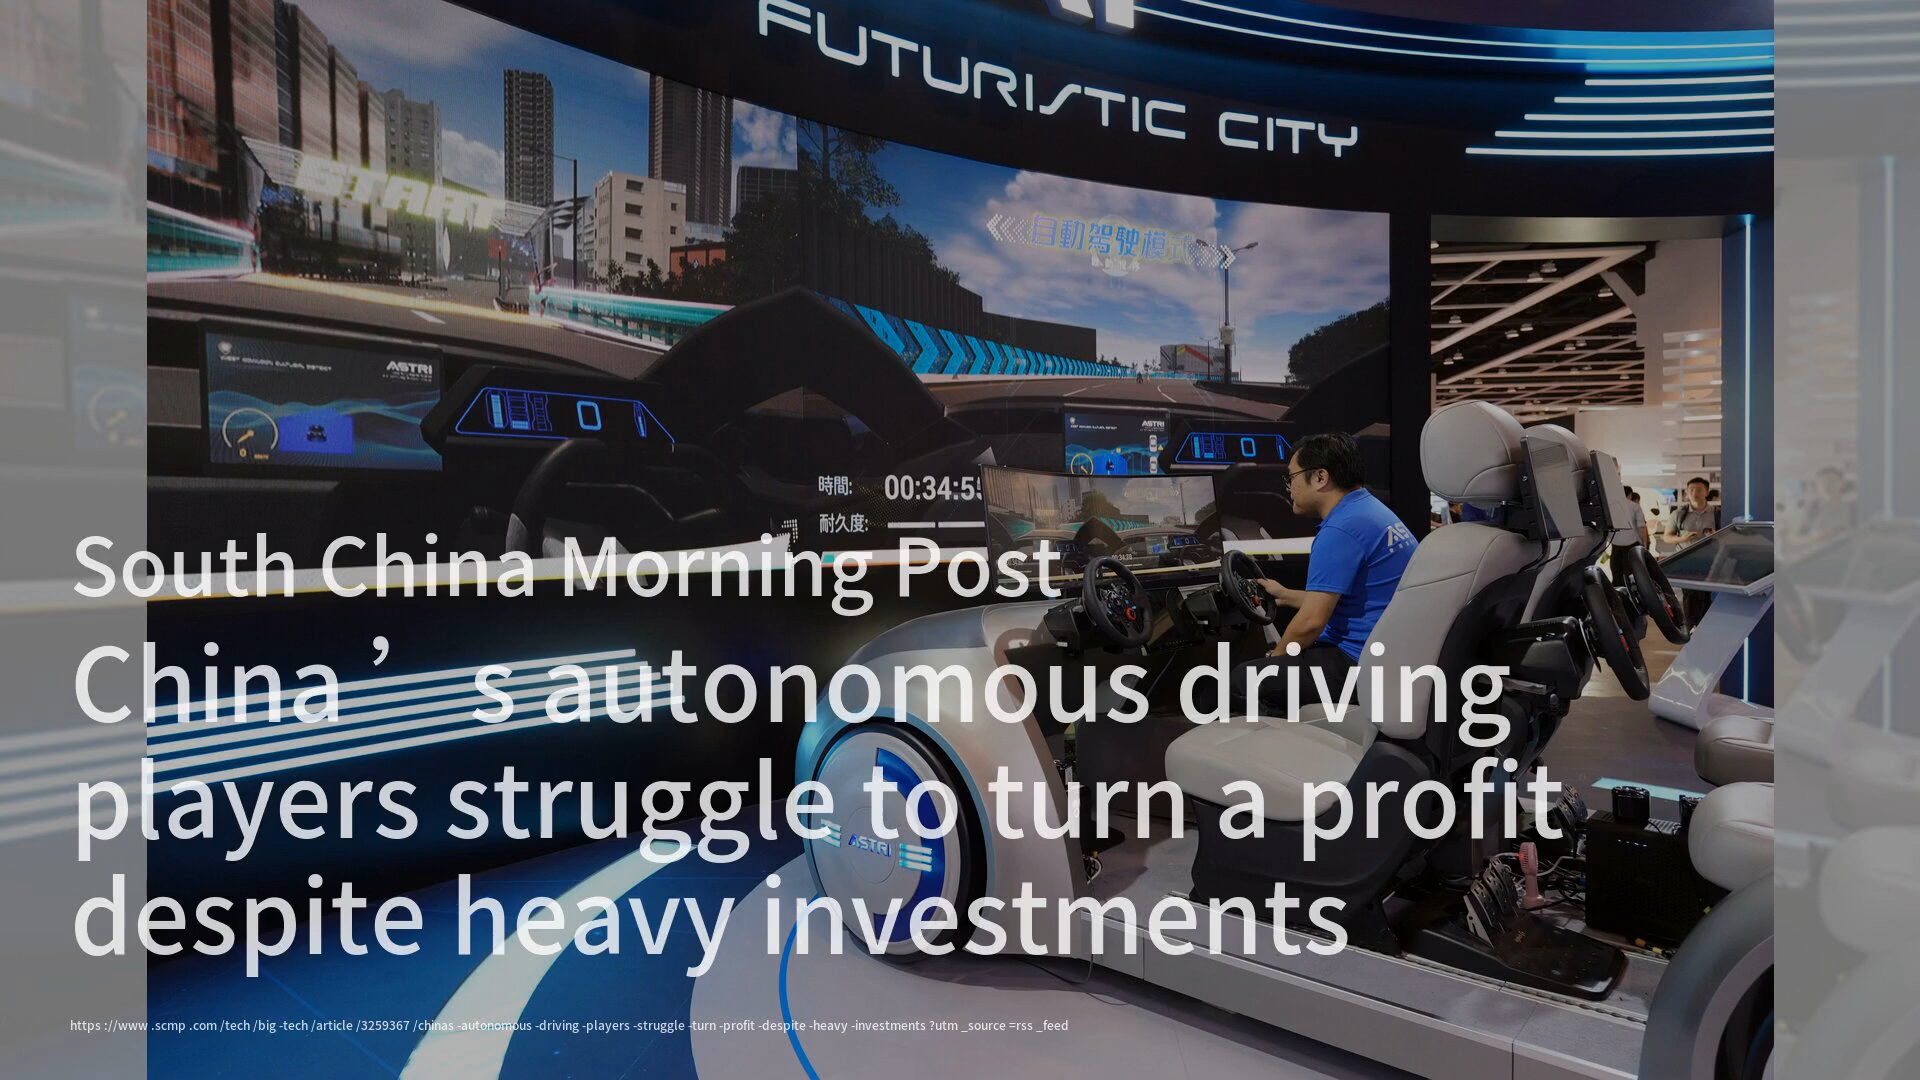 FUTURISTIC CITY
START
自動駕駛模式
ASTRI
ASTRI
時間: 00:34:55
耐久度:
South China Morning Post
China’s autonomous driving
players struggle to turn a profit
despite heavy investments
ASTRI
https://www.scmp.com/tech/big-tech/article/3259367/chinas-autonomous-driving-players-struggle-turn-profit-despite-heavy-investments?utm_source=rss_feed